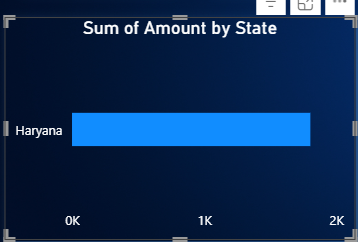 Sum of Amount by State
Haryana
0K 1K 2K